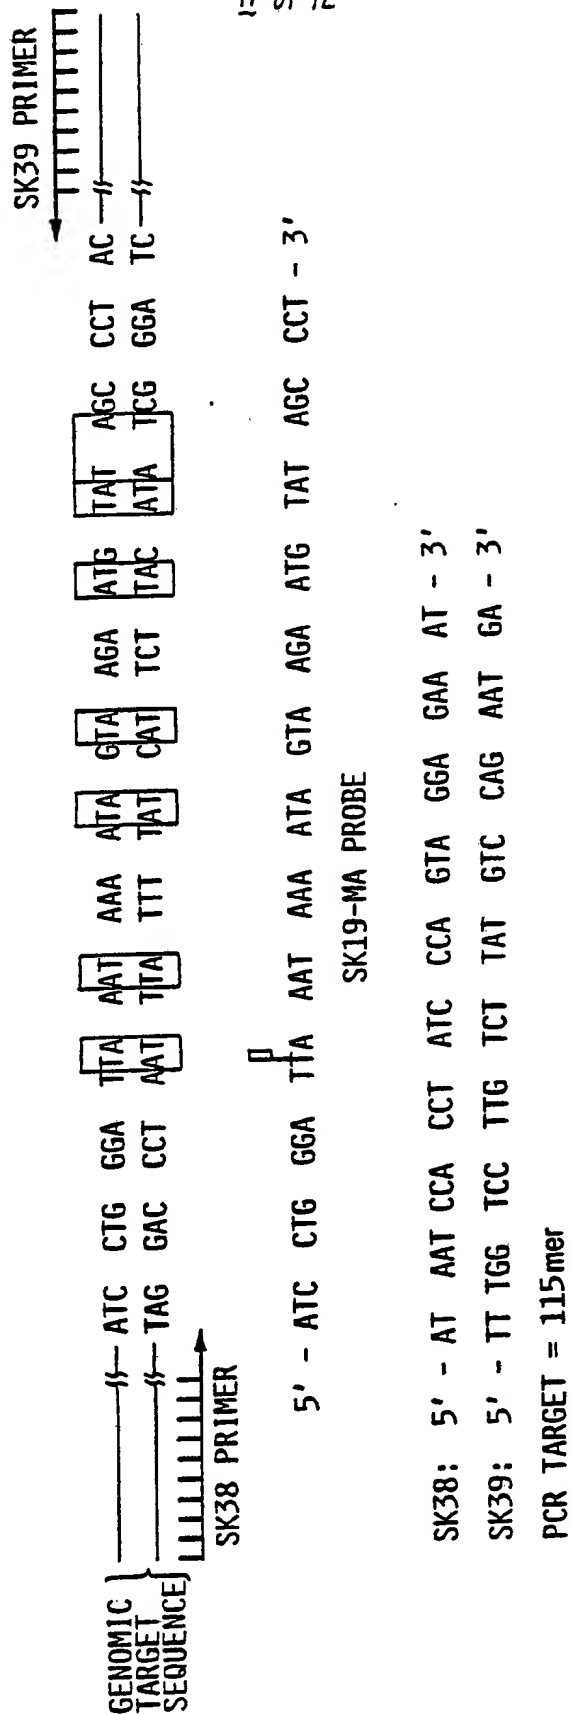 SK39 PRIMER
GENOMIC
TARGET
SEQUENCE
ATC CTG GGA TTA AAT AAA ATA GTA AGA ATG TAT AGC CCT AC
TAG GAC CCT AAT TTA TTT TAT CAT TCT TAC ATA TCG GGA TC
SK38 PRIMER
5' - ATC CTG GGA TTA AAT AAA ATA GTA AGA ATG TAT AGC CCT - 3'
SK19-MA PROBE
SK38: 5' - AT AAT CCA CCT ATC CCA GTA GGA GAA AT - 3'
SK39: 5' - TT TGG TCC TTG TCT TAT GTC CAG AAT GA - 3'
PCR TARGET = 115mer